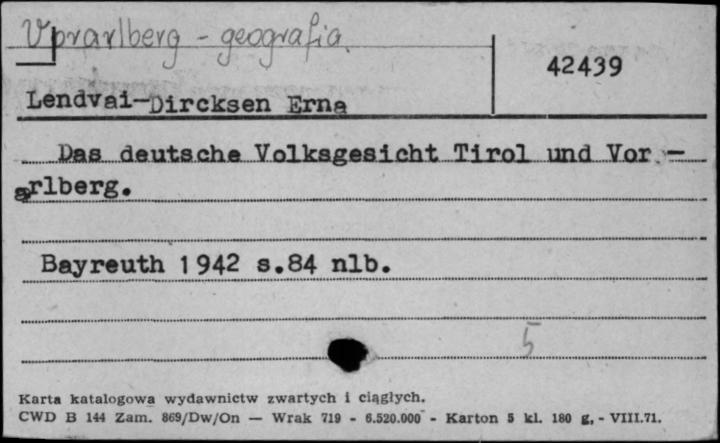 Vorarlberg - geografia.
42439
Lendvai-Dircksen Erna
Das deutsche Volksgesicht Tirol und Vor -
arlberg.
Bayreuth 1942 s.84 nlb.
5
Karta katalogowa wydawnictw zwartych i ciągłych.
CWD B 144 Zam. 869/Dw/On — Wrak 719 - 6.520.000 - Karton 5 kl. 180 g, - VIII.71.